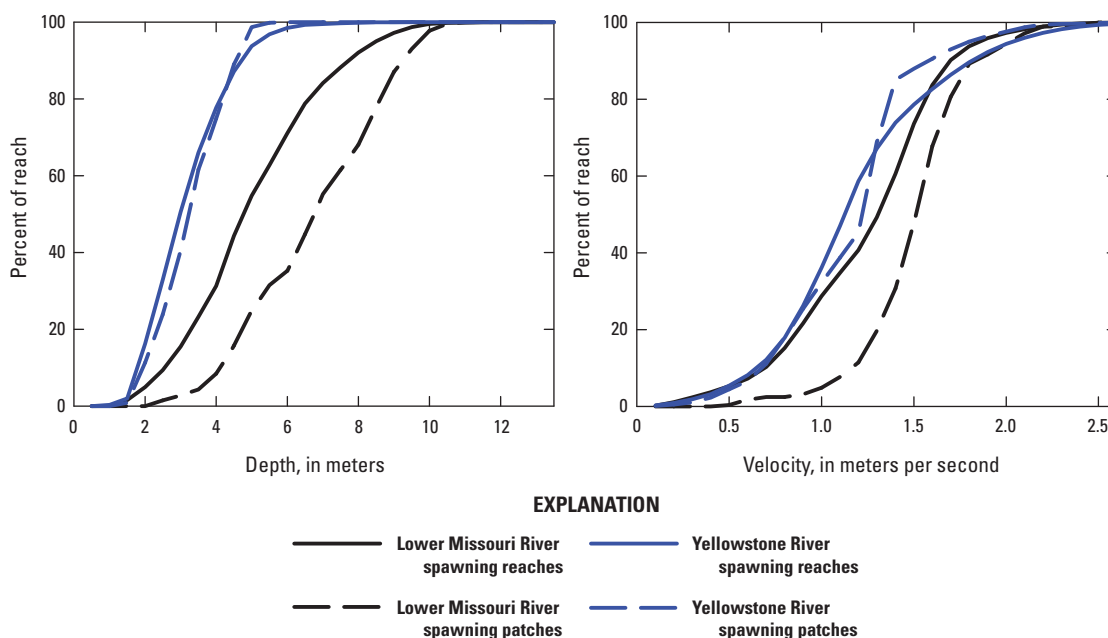 100
80
60
40
20
0
Percent of reach
0 2 4 6 8 10 12
Depth, in meters
100
80
60
40
20
0
Percent of reach
0 0.5 1.0 1.5 2.0 2.5
Velocity, in meters per second
EXPLANATION
Lower Missouri River
spawning reaches
Yellowstone River
spawning reaches
Lower Missouri River
spawning patches
Yellowstone River
spawning patches